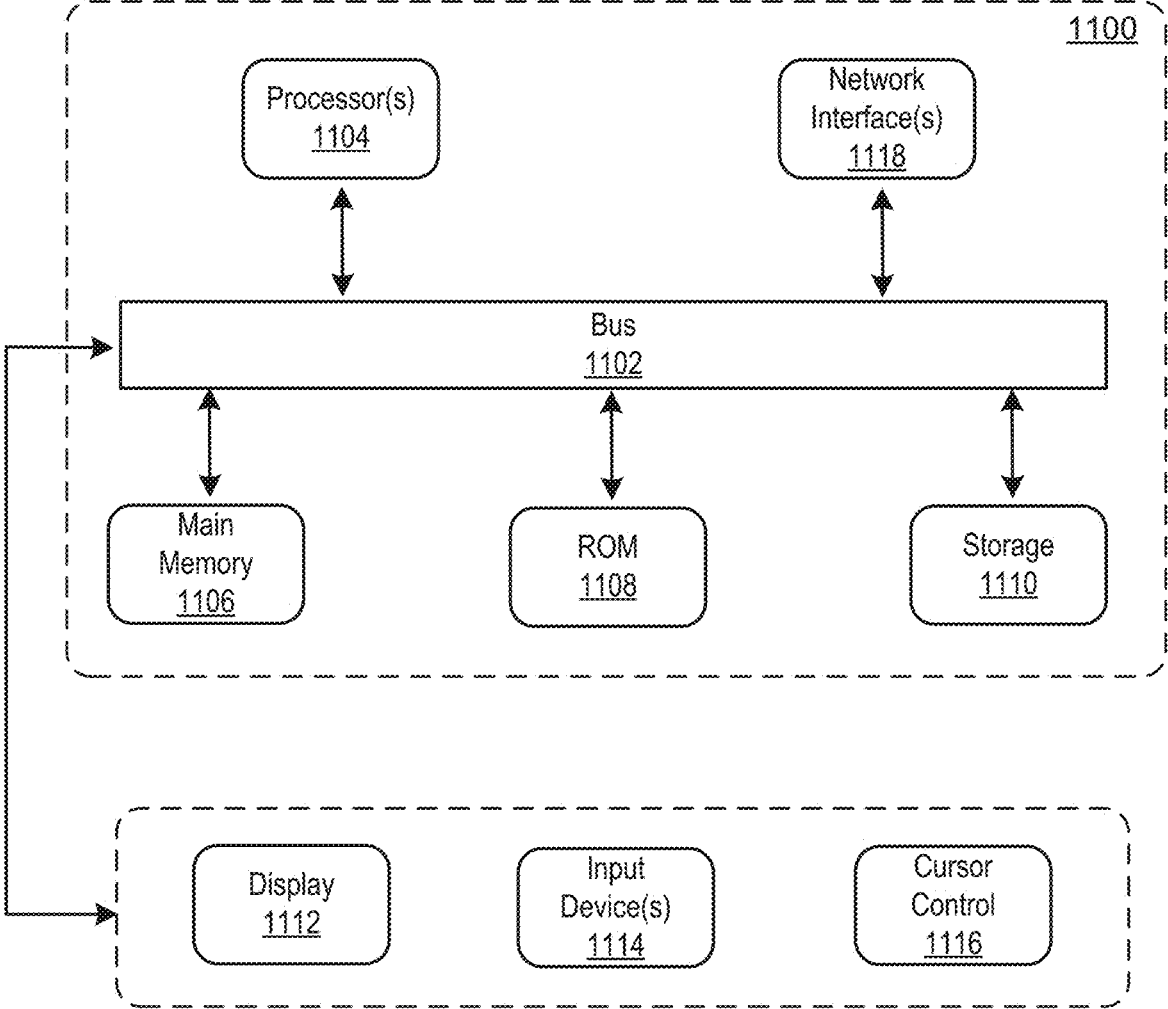 1100
Processor(s)
1104
Network
Interface(s)
1118
Bus
1102
Main
Memory
1106
ROM
1108
Storage
1110
Display
1112
Input
Device(s)
1114
Cursor
Control
1116